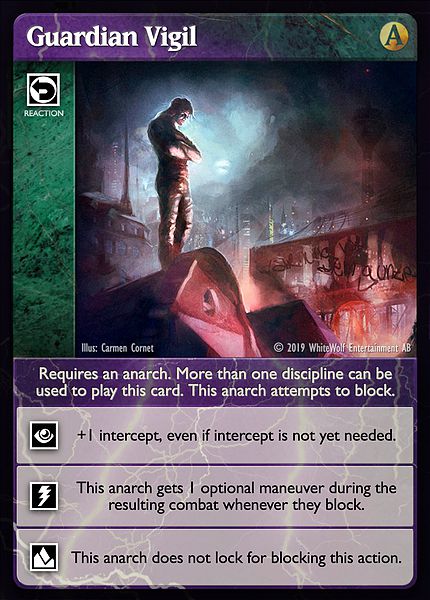 Guardian Vigil
A
REACTION
Illus: Carmen Cornet
© 2019 WhiteWolf Entertainment AB
Requires an anarch. More than one discipline can be
used to play this card. This anarch attempts to block.
+1 intercept, even if intercept is not yet needed.
This anarch gets 1 optional maneuver during the
resulting combat whenever they block.
This anarch does not lock for blocking this action.